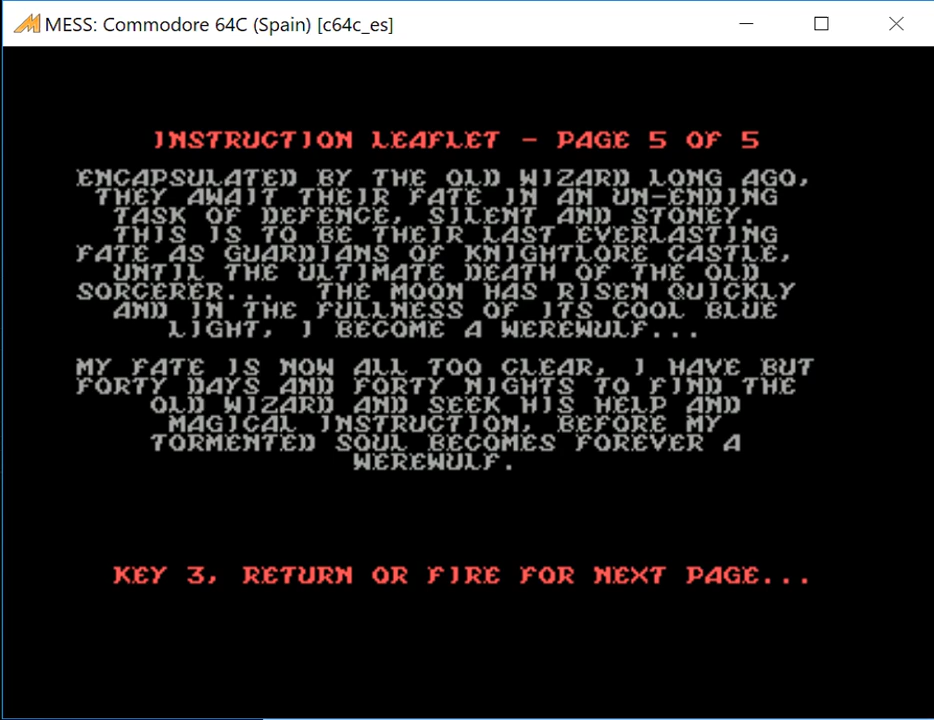 MESS: Commodore 64C (Spain) [c64c_es]
INSTRUCTION LEAFLET - PAGE 5 OF 5
ENCAPSULATED BY THE OLD WIZARD LONG AGO,
THEY AWAIT THEIR FATE IN AN UN-ENDING
TASK OF DEFENCE, SILENT AND STONEY.
THIS IS TO BE THEIR LAST EVERLASTING
FATE AS GUARDIANS OF KNIGHTLORE CASTLE,
UNTIL THE ULTIMATE DEATH OF THE OLD
SORCERER... THE MOON HAS RISEN QUICKLY
AND IN THE FULLNESS OF ITS COOL BLUE
LIGHT, I BECOME A WEREWULF...
MY FATE IS NOW ALL TOO CLEAR, I HAVE BUT
FORTY DAYS AND FORTY NIGHTS TO FIND THE
OLD WIZARD AND SEEK HIS HELP AND
MAGICAL INSTRUCTION, BEFORE MY
TORMENTED SOUL BECOMES FOREVER A
WEREWULF.
KEY 3, RETURN OR FIRE FOR NEXT PAGE...